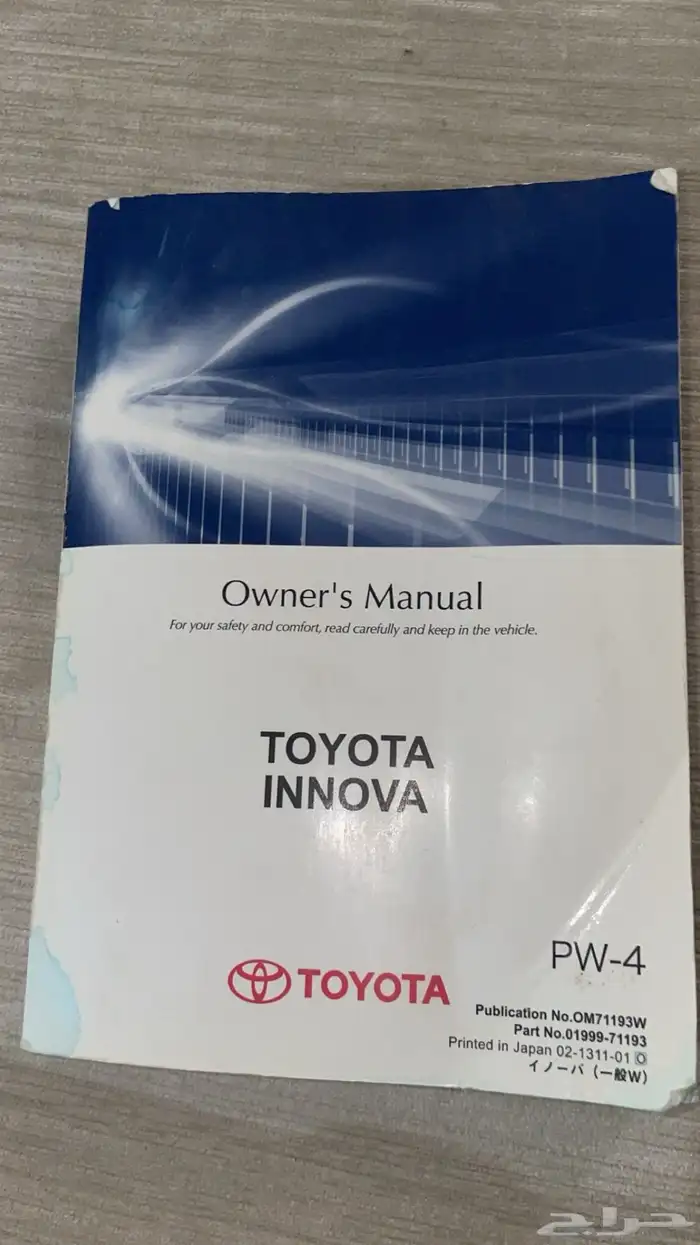 Owner's Manual
For your safety and comfort, read carefully and keep in the vehicle.
TOYOTA
INNOVA
PW-4
TOYOTA
Publication No.OM71193W
Part No.01999-71193
Printed in Japan 02-1311-01 O
イノーバ（一般W）
حراج